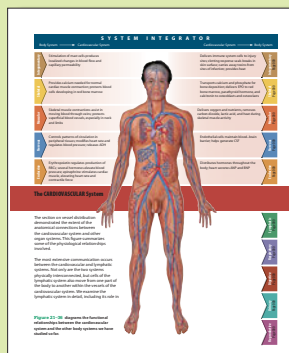 SYSTEM INTEGRATOR
Body System
Cardiovascular System
Cardiovascular System
Body System
Stimulation of mast cells produces
localized changes in blood flow and
capillary permeability
Delivers immune system cells to injury
sites; clotting response seals breaks in
skin surface; carries away toxins from
sites of infection; provides heat
Provides calcium needed for normal
cardiac muscle contraction; protects blood
cells developing in red bone marrow
Transports calcium and phosphate for
bone deposition; delivers EPO to red
bone marrow, parathyroid hormone, and
calcitonin to osteoblasts and osteoclasts
Skeletal muscle contractions assist in
moving blood through veins; protects
superficial blood vessels, especially in neck
and limbs
Delivers oxygen and nutrients, removes
carbon dioxide, lactic acid, and heat during
skeletal muscle activity
Controls patterns of circulation in
peripheral tissues; modifies heart rate and
regulates blood pressure; releases ADH
Endothelial cells maintain blood–brain
barrier; helps generate CSF
Erythropoietin regulates production of
RBCs; several hormones elevate blood
pressure; epinephrine stimulates cardiac
muscle, elevating heart rate and
contractile force
Distributes hormones throughout the
body; heart secretes ANP and BNP
The CARDIOVASCULAR System
The section on vessel distribution
demonstrated the extent of the
anatomical connections between
the cardiovascular system and other
organ systems. This figure summarizes
some of the physiological relationships
involved.
The most extensive communication occurs
between the cardiovascular and lymphatic
systems. Not only are the two systems
physically interconnected, but cells of the
lymphatic system also move from one part of
the body to another within the vessels of the
cardiovascular system. We examine the
lymphatic system in detail, including its role in
Figure 21–36 diagrams the functional
relationships between the cardiovascular system
and the other body systems we have
studied so far.